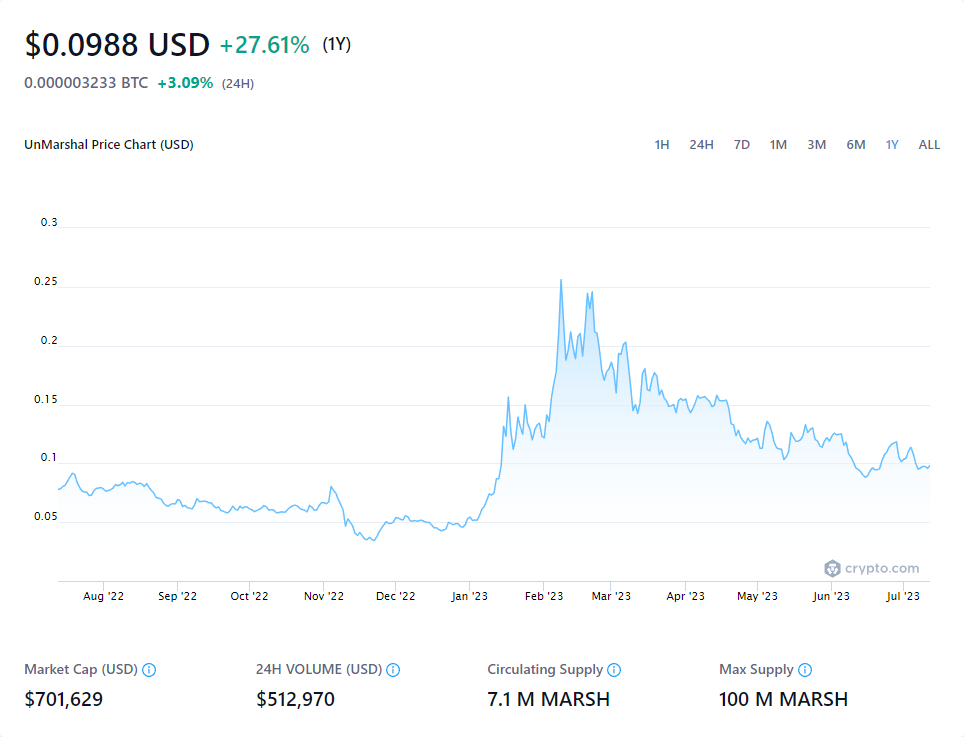 $0.0988 USD +27.61% (1Y)
0.000003233 BTC +3.09% (24H)
UnMarshal Price Chart (USD) 1H 24H 7D 1M 3M 6M 1Y ALL
0.3
0.25
0.2
0.15
0.1
0.05
crypto.com
Aug '22 Sep '22 Oct '22 Nov '22 Dec '22 Jan '23 Feb '23 Mar '23 Apr '23 May '23 Jun '23 Jul '23
Market Cap (USD) 24H VOLUME (USD) Circulating Supply Max Supply
$701,629 $512,970 7.1 M MARSH 100 M MARSH